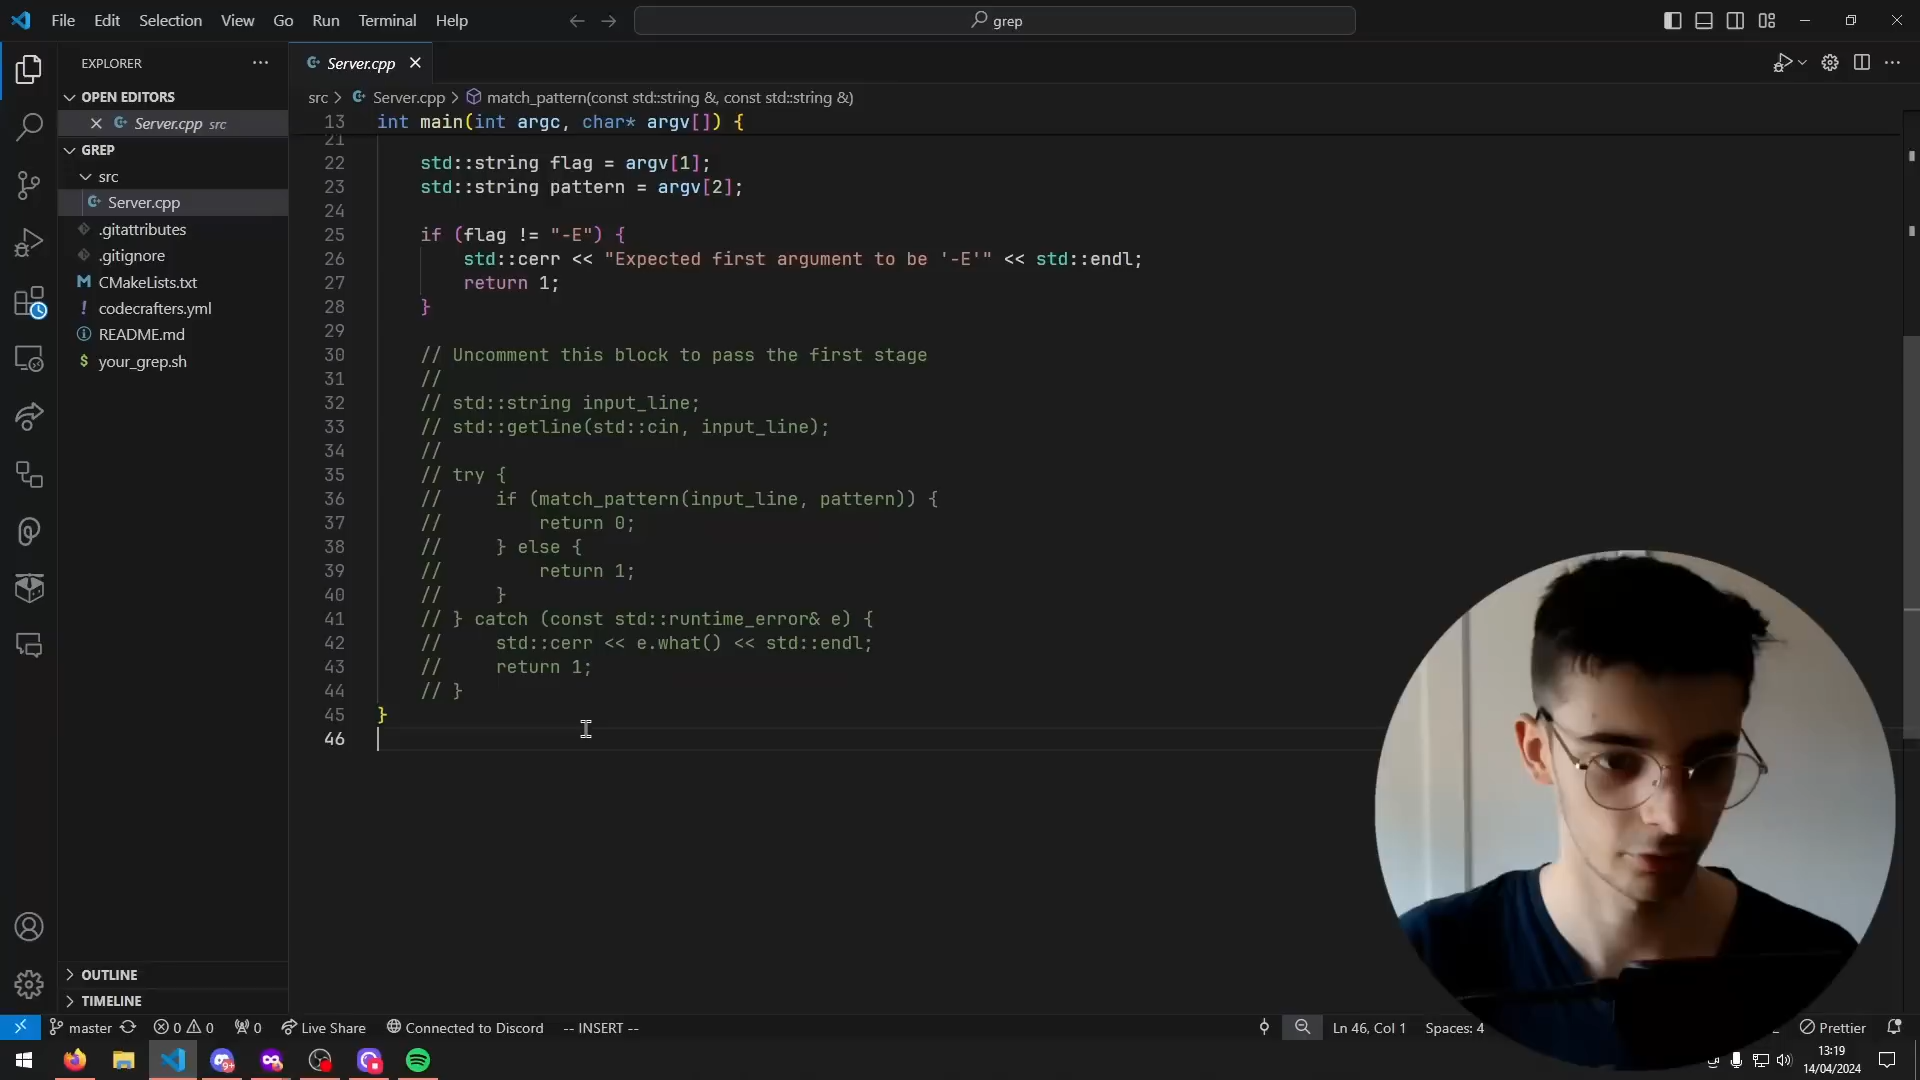 File Edit Selection View Go Run Terminal Help
grep
EXPLORER
OPEN EDITORS
Server.cpp src
GREP
src
Server.cpp
.gitattributes
.gitignore
CMakeLists.txt
codecrafters.yml
README.md
your_grep.sh
OUTLINE
TIMELINE
Server.cpp
src > Server.cpp > match_pattern(const std::string &, const std::string &)
13 int main(int argc, char* argv[]) {
21
22 std::string flag = argv[1];
23 std::string pattern = argv[2];
24
25 if (flag != "-E") {
26 std::cerr << "Expected first argument to be '-E'" << std::endl;
27 return 1;
28 }
29
30 // Uncomment this block to pass the first stage
31 //
32 // std::string input_line;
33 // std::getline(std::cin, input_line);
34 //
35 // try {
36 // if (match_pattern(input_line, pattern)) {
37 // return 0;
38 // } else {
39 // return 1;
40 // }
41 // } catch (const std::runtime_error& e) {
42 // std::cerr << e.what() << std::endl;
43 // return 1;
44 // }
45 }
46
master 0 0 0 Live Share Connected to Discord -- INSERT -- Ln 46, Col 1 Spaces: 4 Prettier
9+
13:19
14/04/2024